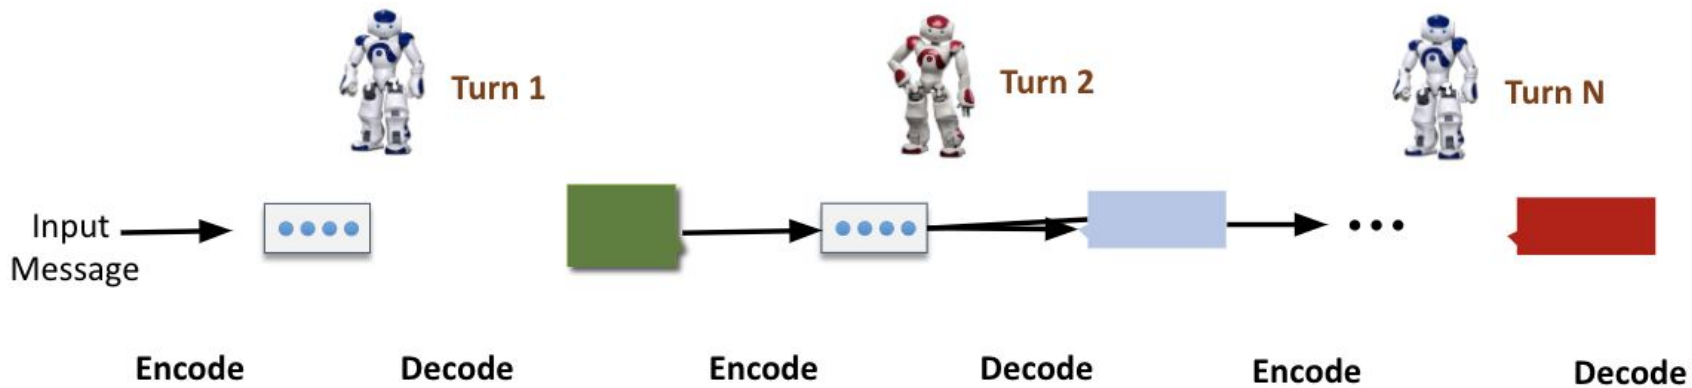 Turn 1
Turn 2
Turn N
Input
Message
Encode Decode Encode Decode Encode Decode